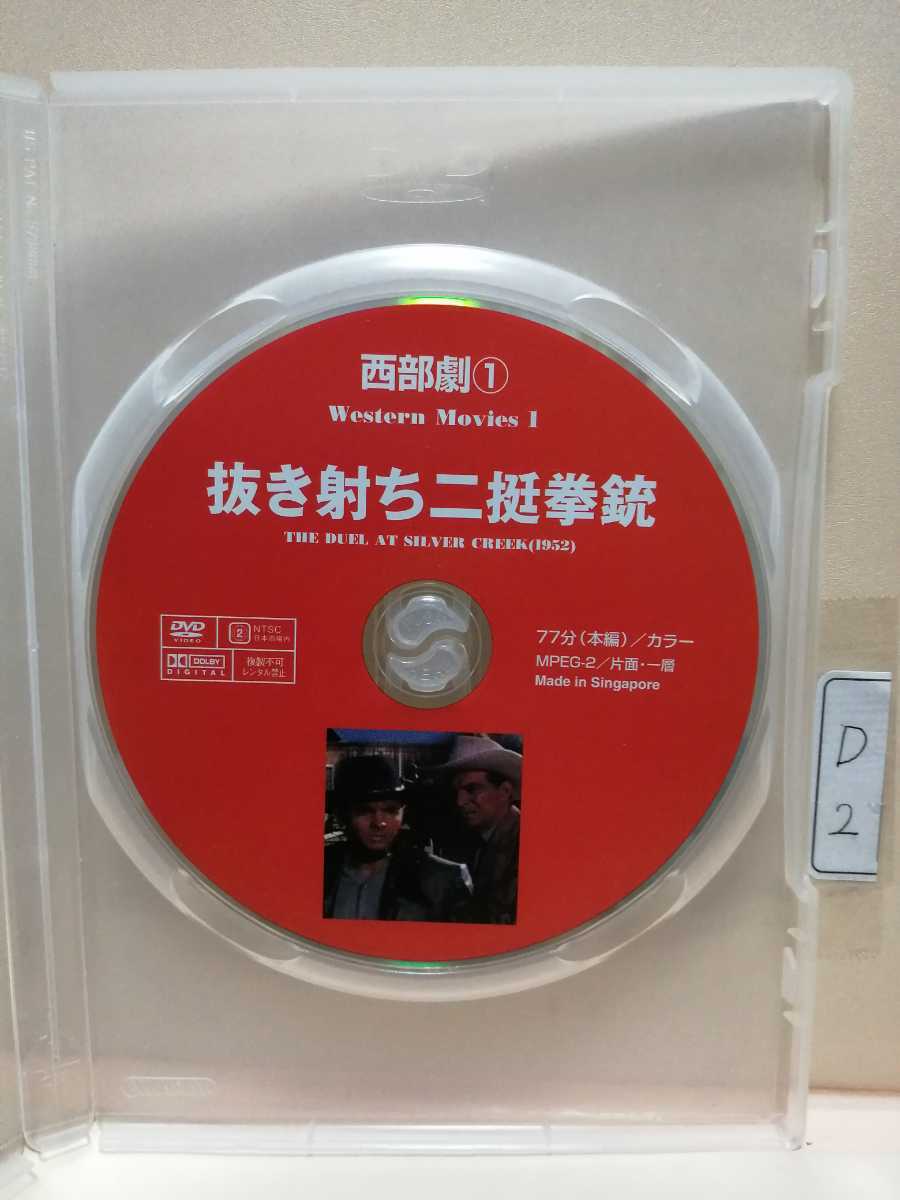 西部劇①
Western Movies 1
抜き射ち二挺拳銃
THE DUEL AT SILVER CREEK(1952)
DVD
VIDEO
2
NTSC
日本市場向
DOLBY
DIGITAL
複製不可
レンタル禁止
77分(本編)/カラー
MPEG-2/片面・一層
Made in Singapore
D
2